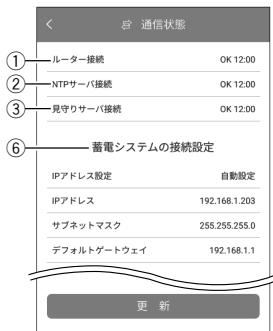 通信状態
① ルーター接続 OK 12:00
② NTPサーバ接続 OK 12:00
③ 見守りサーバ接続 OK 12:00
⑥ 蓄電システムの接続設定
IPアドレス設定 自動設定
IPアドレス 192.168.1.203
サブネットマスク 255.255.255.0
デフォルトゲートウェイ 192.168.1.1
更 新